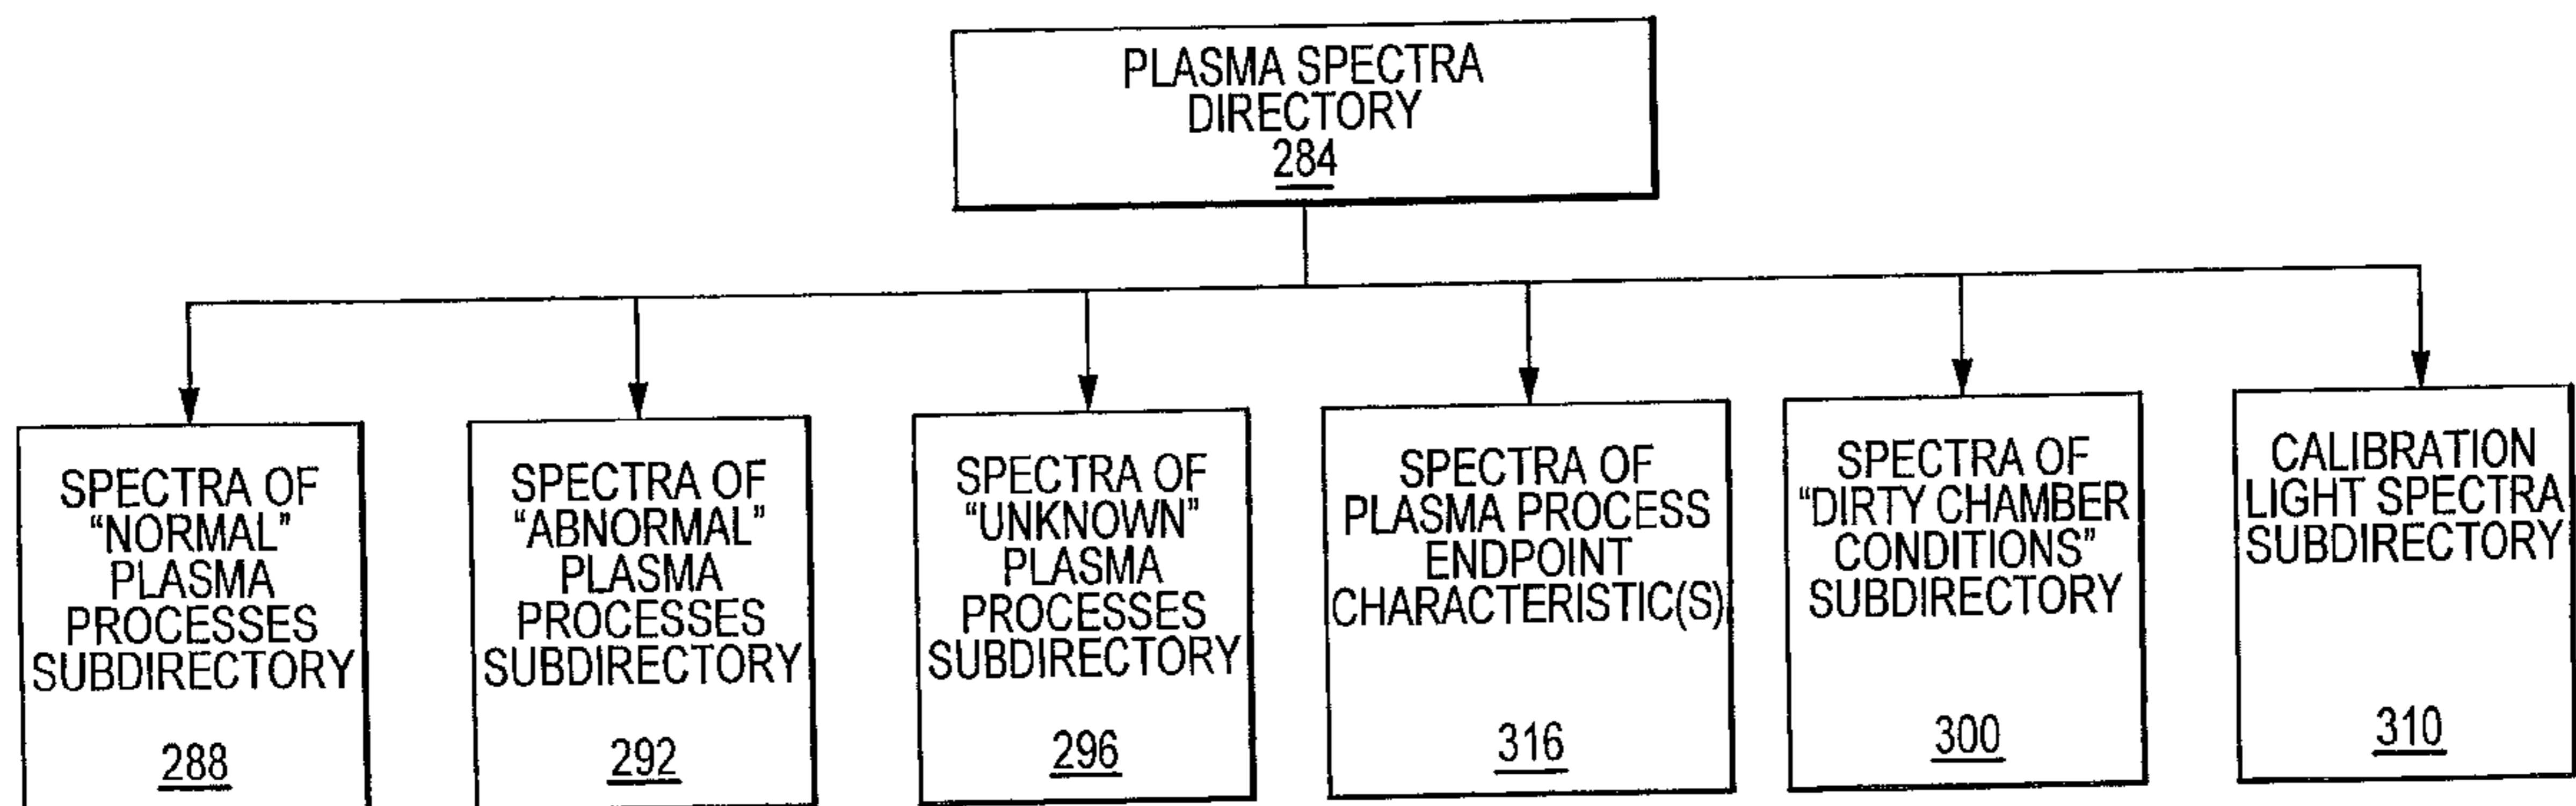 PLASMA SPECTRA
DIRECTORY
284
SPECTRA OF
“NORMAL”
PLASMA
PROCESSES
SUBDIRECTORY
288
SPECTRA OF
“ABNORMAL”
PLASMA
PROCESSES
SUBDIRECTORY
292
SPECTRA OF
“UNKNOWN”
PLASMA
PROCESSES
SUBDIRECTORY
296
SPECTRA OF
PLASMA PROCESS
ENDPOINT
CHARACTERISTIC(S)
316
SPECTRA OF
“DIRTY CHAMBER
CONDITIONS”
SUBDIRECTORY
300
CALIBRATION
LIGHT SPECTRA
SUBDIRECTORY
310